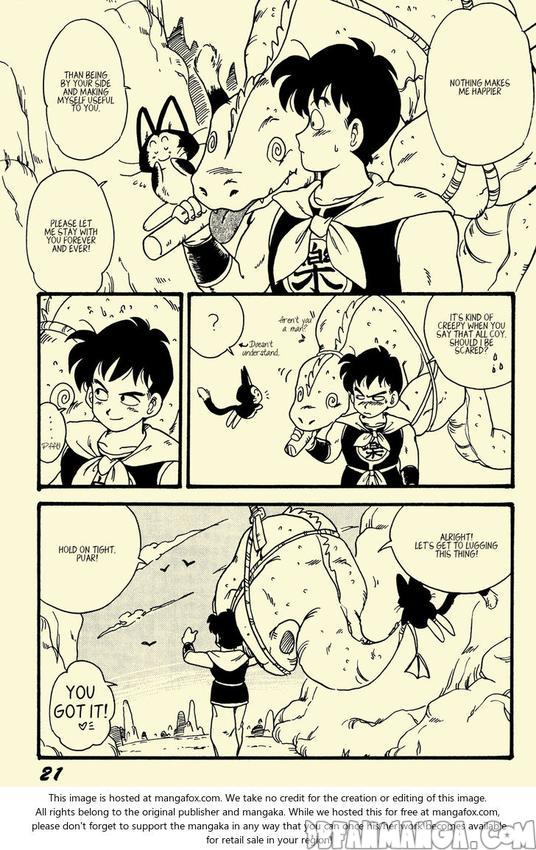 NOTHING MAKES
ME HAPPIER
THAN BEING
BY YOUR SIDE
AND MAKING
MYSELF USEFUL
TO YOU.
PLEASE LET
ME STAY WITH
YOU FOREVER
AND EVER!
樂
IT'S KIND OF
CREEPY WHEN YOU
SAY THAT ALL COY.
SHOULD I BE
SCARED?
Aren't you
a man?
?
Doesn't
understand.
樂
....
ALRIGHT!
LET'S GET TO LUGGING
THIS THING!
HOLD ON TIGHT,
PUAR!
YOU
GOT IT!
21
This image is hosted at mangafox.com. We take no credit for the creation or editing of this image.
All rights belong to the original publisher and mangaka. While we hosted this for free at mangafox.com,
please don't forget to support the mangaka in any way that you can once his/her work becomes available
for retail sale in your region!
FANMANGA.COM